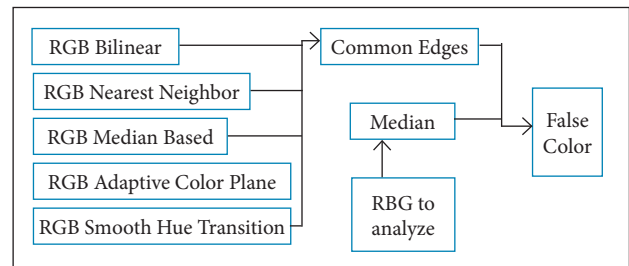 RGB Bilinear
RGB Nearest Neighbor
RGB Median Based
RGB Adaptive Color Plane
RGB Smooth Hue Transition
Common Edges
Median
RBG to
analyze
False
Color